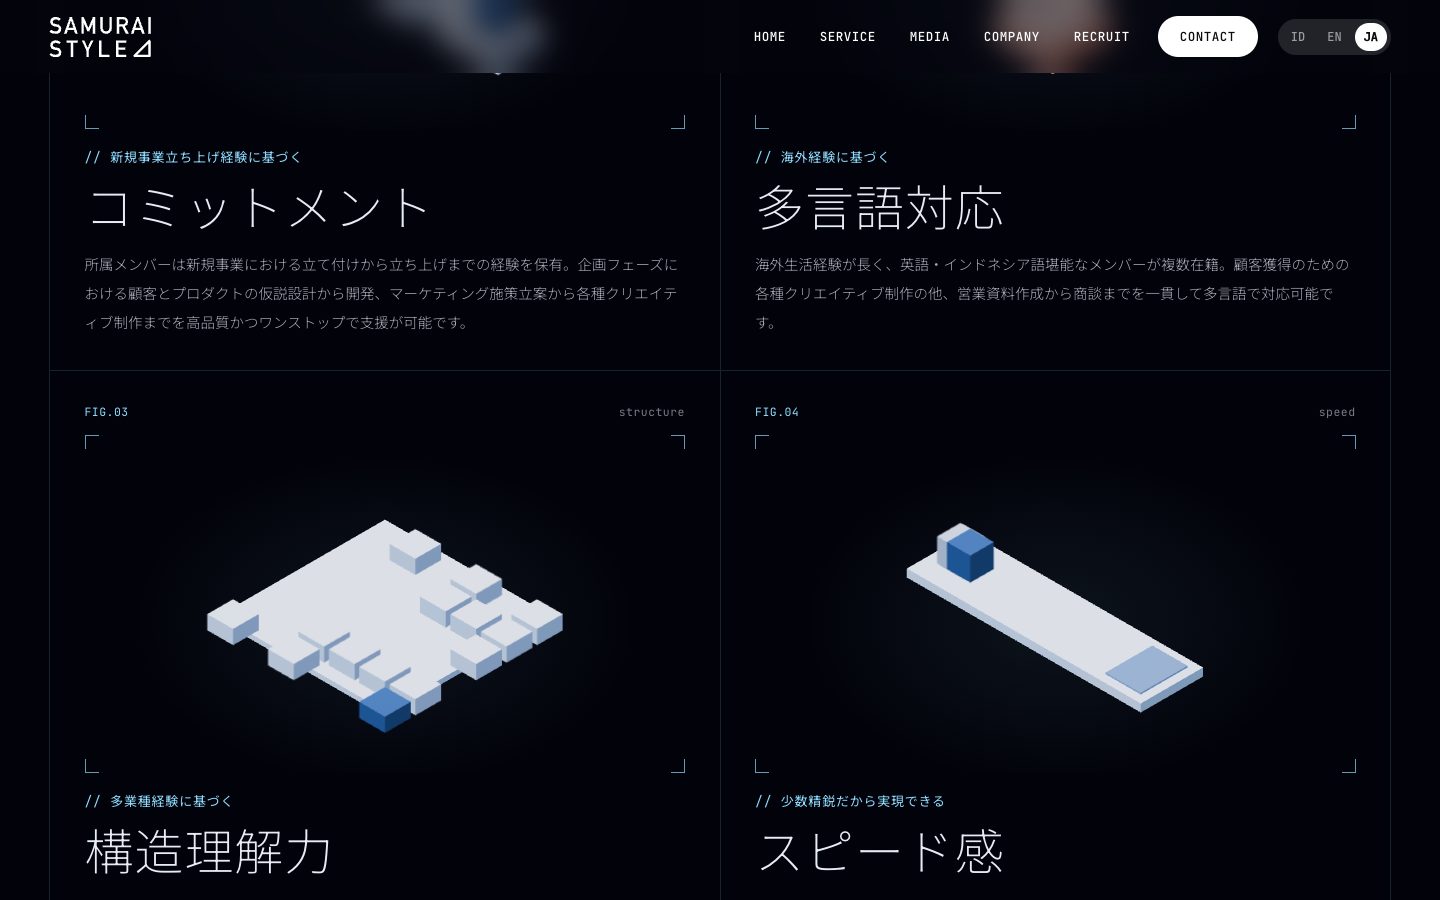 SAMURAI
STYLE
HOME SERVICE MEDIA COMPANY RECRUIT CONTACT ID EN JA
// 新規事業立ち上げ経験に基づく
コミットメント
所属メンバーは新規事業における立て付けから立ち上げまでの経験を保有。企画フェーズに
おける顧客とプロダクトの仮説設計から開発、マーケティング施策立案から各種クリエイテ
ィブ制作までを高品質かつワンストップで支援が可能です。
// 海外経験に基づく
多言語対応
海外生活経験が長く、英語・インドネシア語堪能なメンバーが複数在籍。顧客獲得のための
各種クリエイティブ制作の他、営業資料作成から商談までを一貫して多言語で対応可能で
す。
FIG.03 structure
// 多業種経験に基づく
構造理解力
FIG.04 speed
// 少数精鋭だから実現できる
スピード感